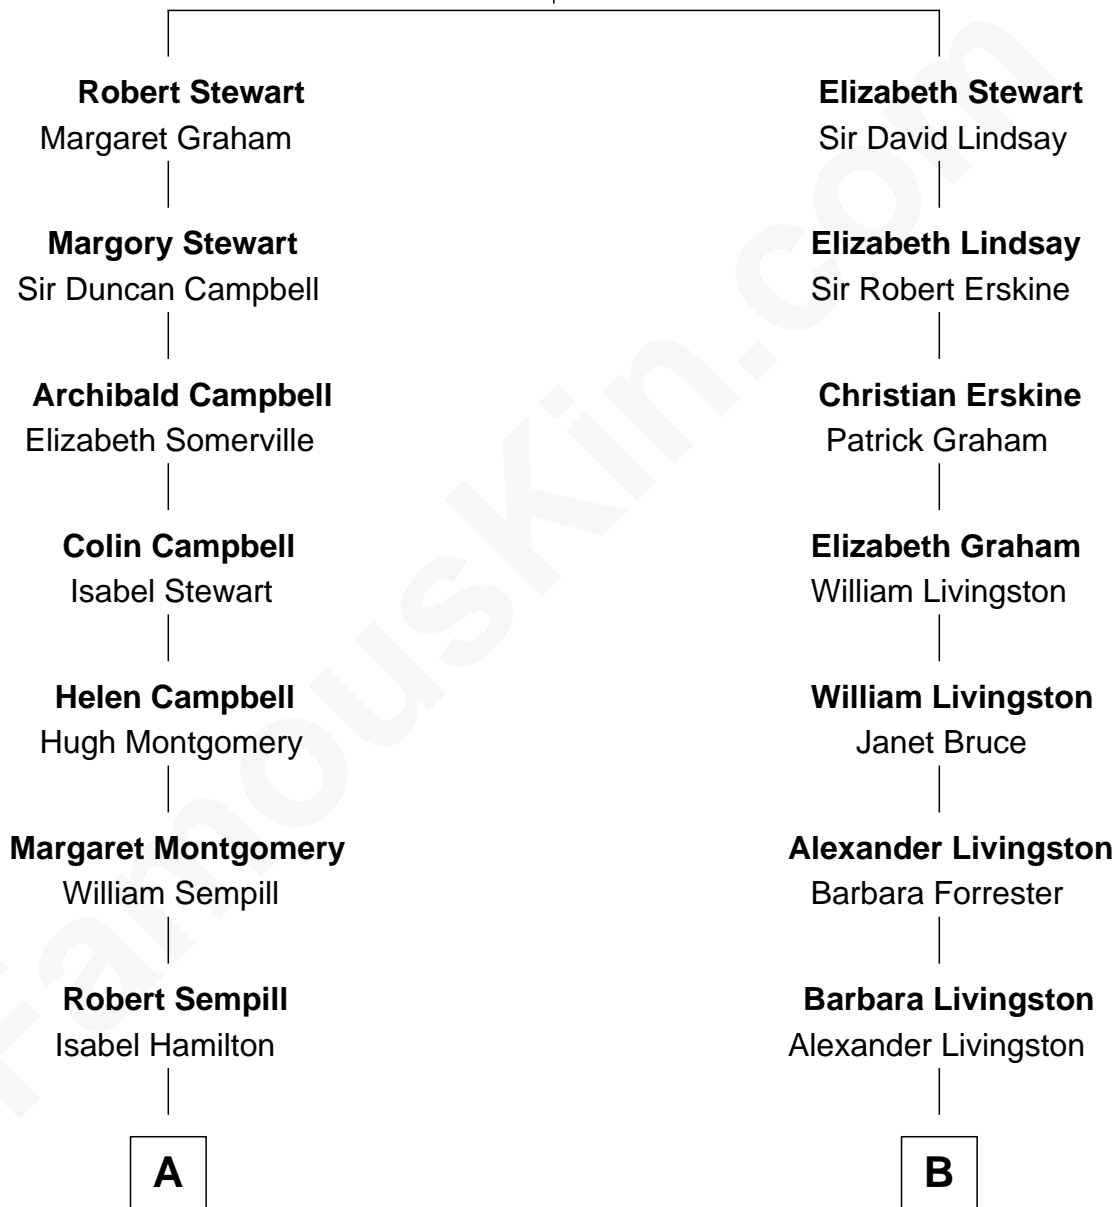 Robert Stewart
Margaret Graham
Margory Stewart
Sir Duncan Campbell
Archibald Campbell
Elizabeth Somerville
Colin Campbell
Isabel Stewart
Helen Campbell
Hugh Montgomery
Margaret Montgomery
William Sempill
Robert Sempill
Isabel Hamilton
A
Elizabeth Stewart
Sir David Lindsay
Elizabeth Lindsay
Sir Robert Erskine
Christian Erskine
Patrick Graham
Elizabeth Graham
William Livingston
William Livingston
Janet Bruce
Alexander Livingston
Barbara Forrester
Barbara Livingston
Alexander Livingston
B
FamousKin.com